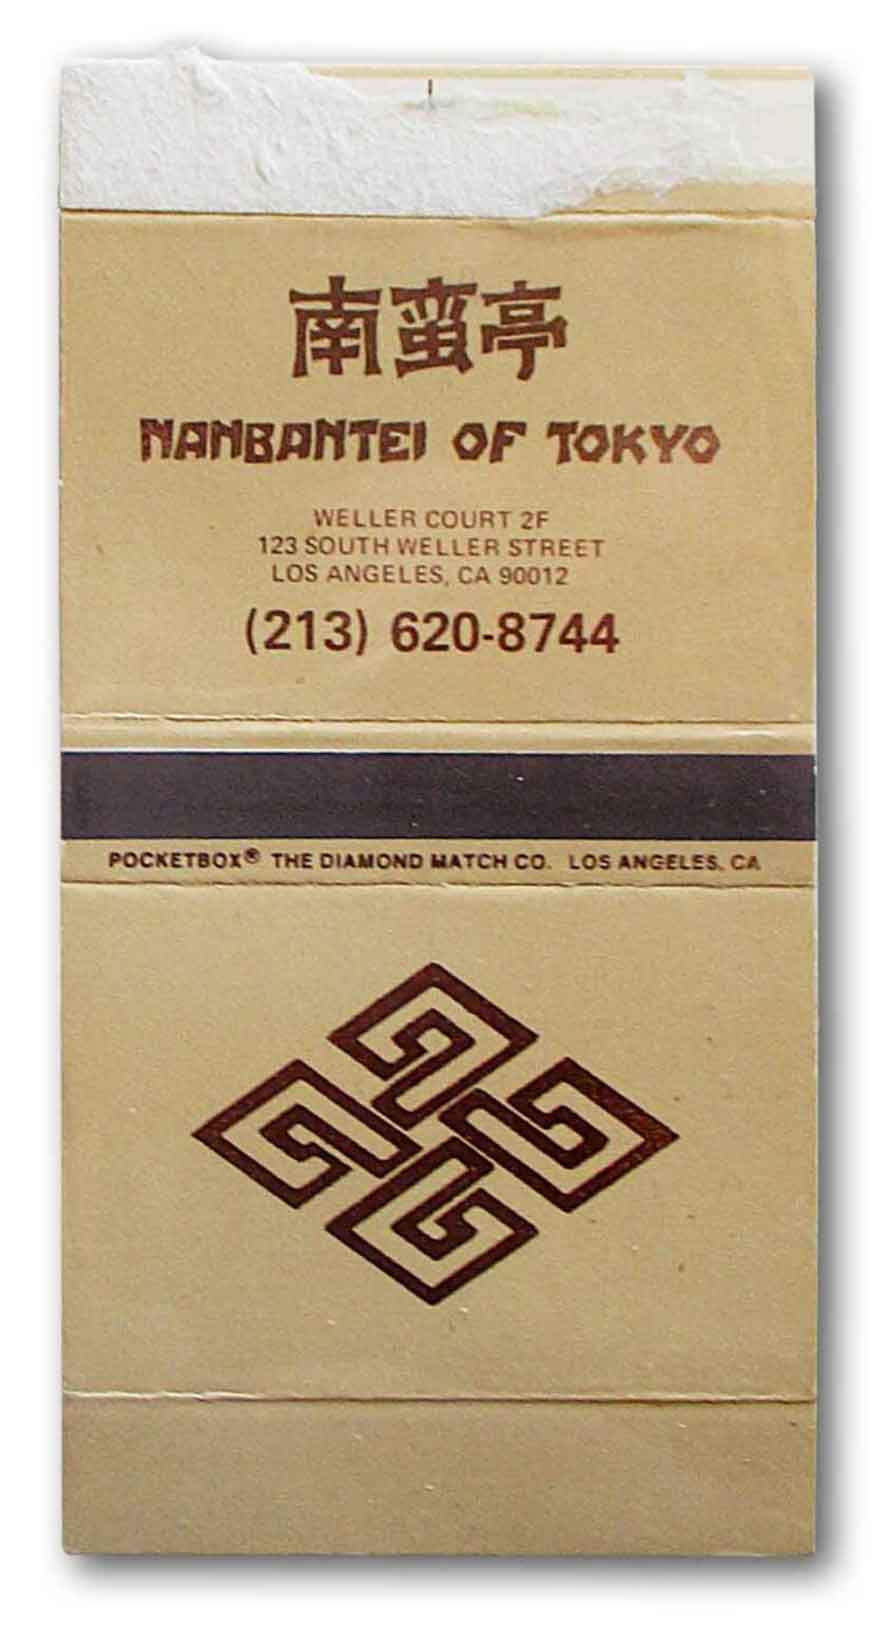 南蛮亭
NANBANTEI OF TOKYO
WELLER COURT 2F
123 SOUTH WELLER STREET
LOS ANGELES, CA 90012
(213) 620-8744
POCKETBOX® THE DIAMOND MATCH CO. LOS ANGELES, CA